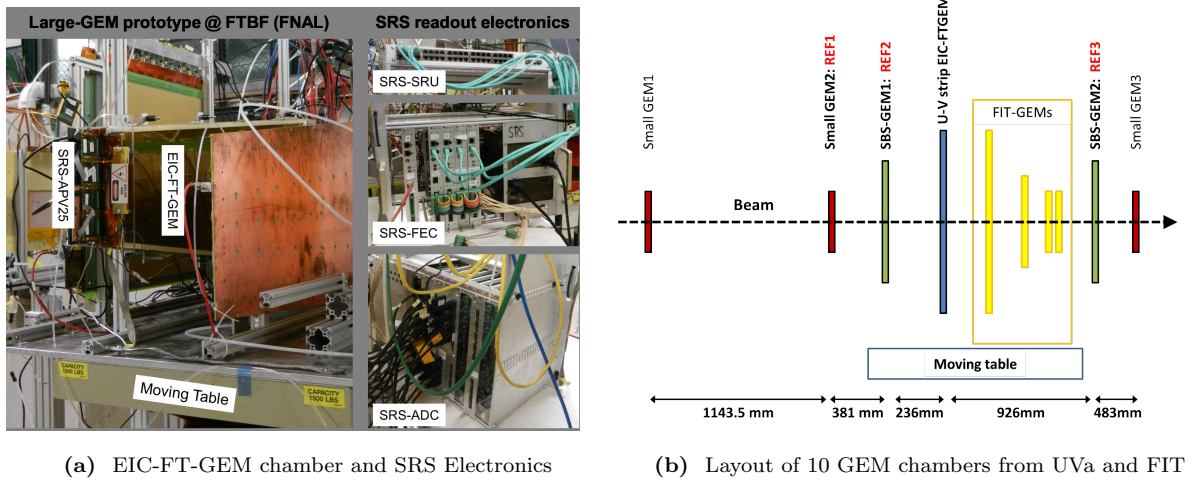 Large-GEM prototype @ FTBF (FNAL)
SRS readout electronics
SRS-APV25
EIC-FT-GEM
Moving Table
CAPACITY
1500 LBS
CAPACITY
1500 LBS
SRS-SRU
SRS
SRS-FEC
SRS-ADC
(a) EIC-FT-GEM chamber and SRS Electronics
Small GEM1
Small GEM2: REF1
SBS-GEM1: REF2
U-V strip EIC-FTGEM
FIT-GEMs
SBS-GEM2: REF3
Small GEM3
Beam
Moving table
1143.5 mm
381 mm
236mm
926mm
483mm
(b) Layout of 10 GEM chambers from UVa and FIT